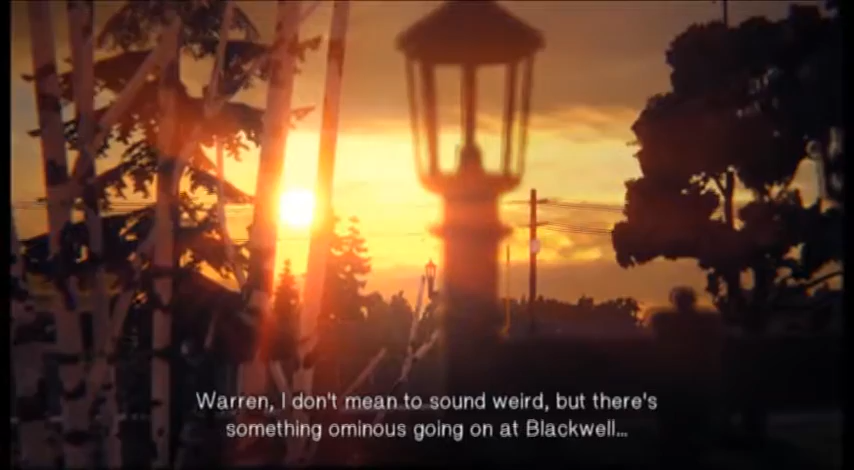 Warren, I don't mean to sound weird, but there's
something ominous going on at Blackwell...